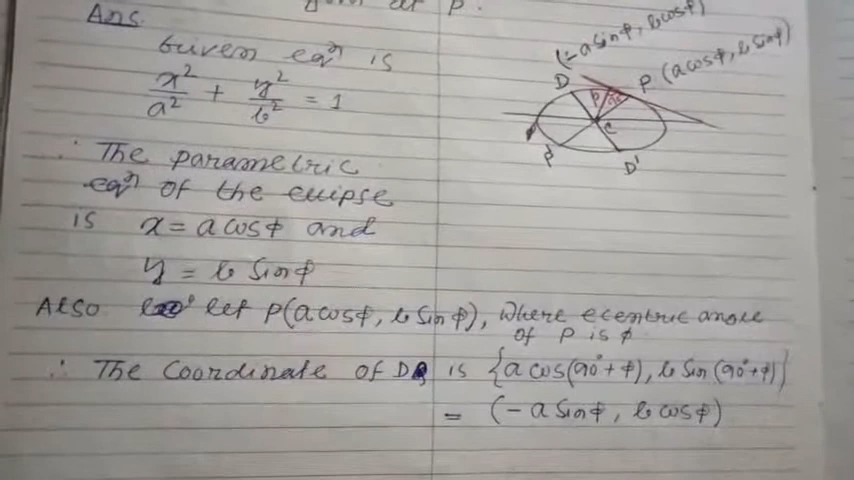 Ans
Given eqn is
x²/a² + y²/b² = 1
(-a sinϕ, b cosϕ)
P (a cosϕ, b sinϕ)
D
P
90°
C
D'
∴ The parametric
eqn of the ellipse
is x = a cosϕ and
y = b sinϕ
Also let P(a cosϕ, b sinϕ), where ecentric angle
of P is ϕ
∴ The coordinate of D is {a cos(90°+ϕ), b sin(90°+ϕ)}
= (-a sinϕ, b cosϕ)